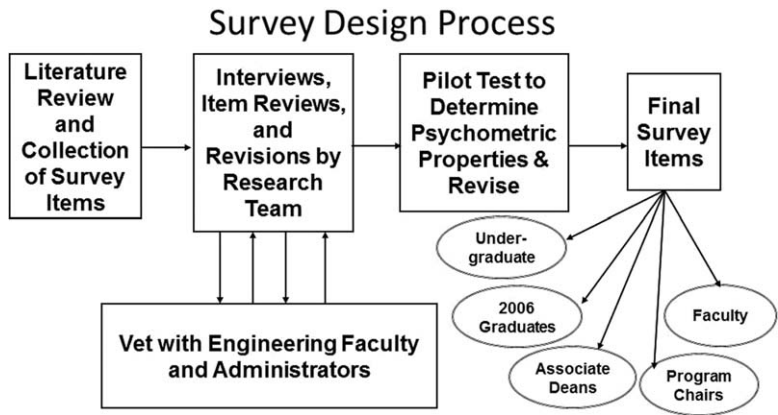 Survey Design Process
Literature
Review
and
Collection
of Survey
Items
Interviews,
Item Reviews,
and
Revisions by
Research
Team
Pilot Test to
Determine
Psychometric
Properties &
Revise
Final
Survey
Items
Vet with Engineering Faculty
and Administrators
Under-
graduate
2006
Graduates
Associate
Deans
Program
Chairs
Faculty